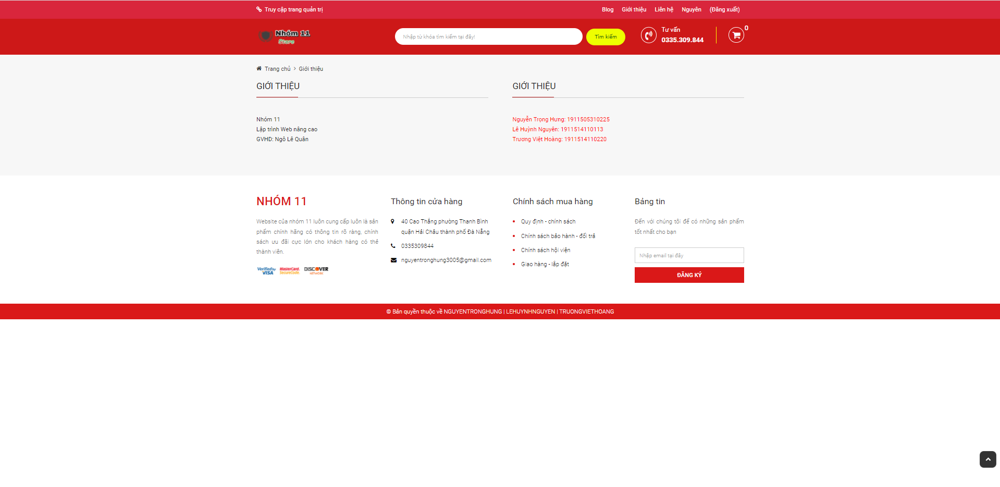 Truy cập trang quản trị
Blog Giới thiệu Liên hệ Nguyên (Đăng xuất)
Nhóm 11
Store
Nhập từ khóa tìm kiếm tại đây!
Tìm kiếm
Tư vấn
0335.309.844
0
Trang chủ > Giới thiệu
GIỚI THIỆU
Nhóm 11
Lập trình Web nâng cao
GVHD: Ngô Lê Quân
GIỚI THIỆU
Nguyễn Trọng Hưng: 1911505310225
Lê Huỳnh Nguyên: 1911514110113
Trương Việt Hoàng: 1911514110220
NHÓM 11
Website của nhóm 11 luôn cung cấp luôn là sản
phẩm chính hãng có thông tin rõ ràng, chính
sách ưu đãi cực lớn cho khách hàng có thẻ
thành viên.
Verified by
VISA
MasterCard.
SecureCode.
DISCOVER
NETWORK
Thông tin cửa hàng
40 Cao Thắng phường Thanh Bình
quận Hải Châu thành phố Đà Nẵng
0335309844
nguyentronghung3005@gmail.com
Chính sách mua hàng
Quy định - chính sách
Chính sách bảo hành - đổi trả
Chính sách hội viện
Giao hàng - lắp đặt
Bảng tin
Đến với chúng tôi để có những sản phẩm
tốt nhất cho bạn
Nhập email tại đây
ĐĂNG KÝ
© Bản quyền thuộc về NGUYENTRONGHUNG | LEHUYNHNGUYEN | TRUONGVIETHOANG